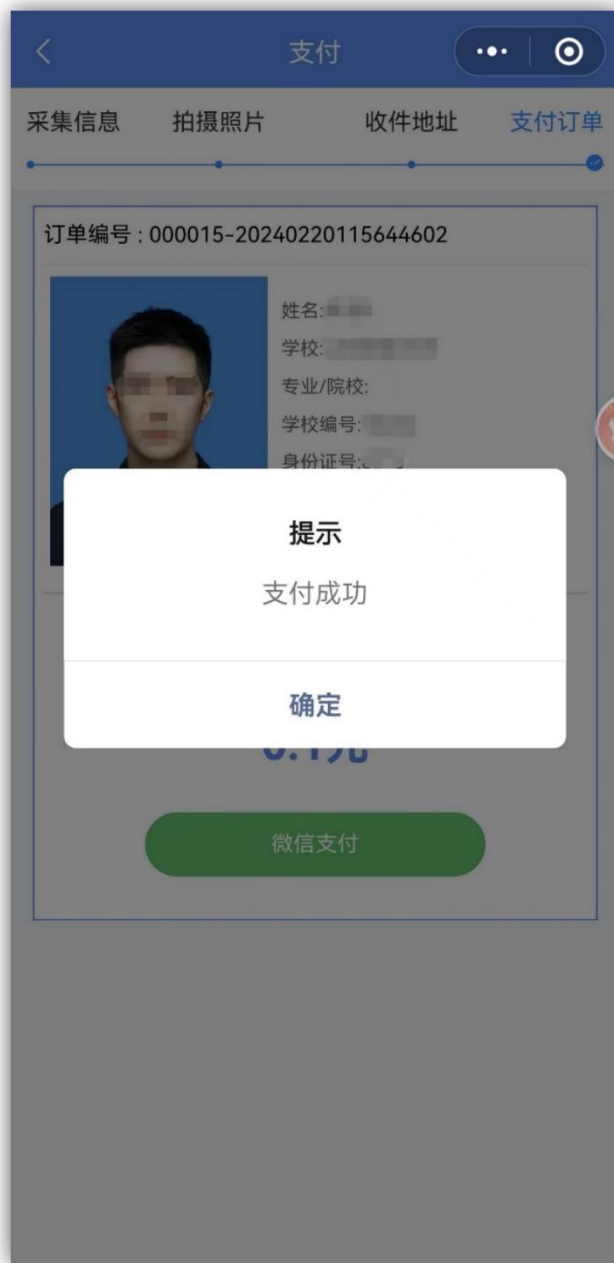 支付
采集信息 拍摄照片 收件地址 支付订单
订单编号 : 000015-20240220115644602
姓名:
学校:
专业/院校:
学校编号:
身份证号:
提示
支付成功
确定
微信支付